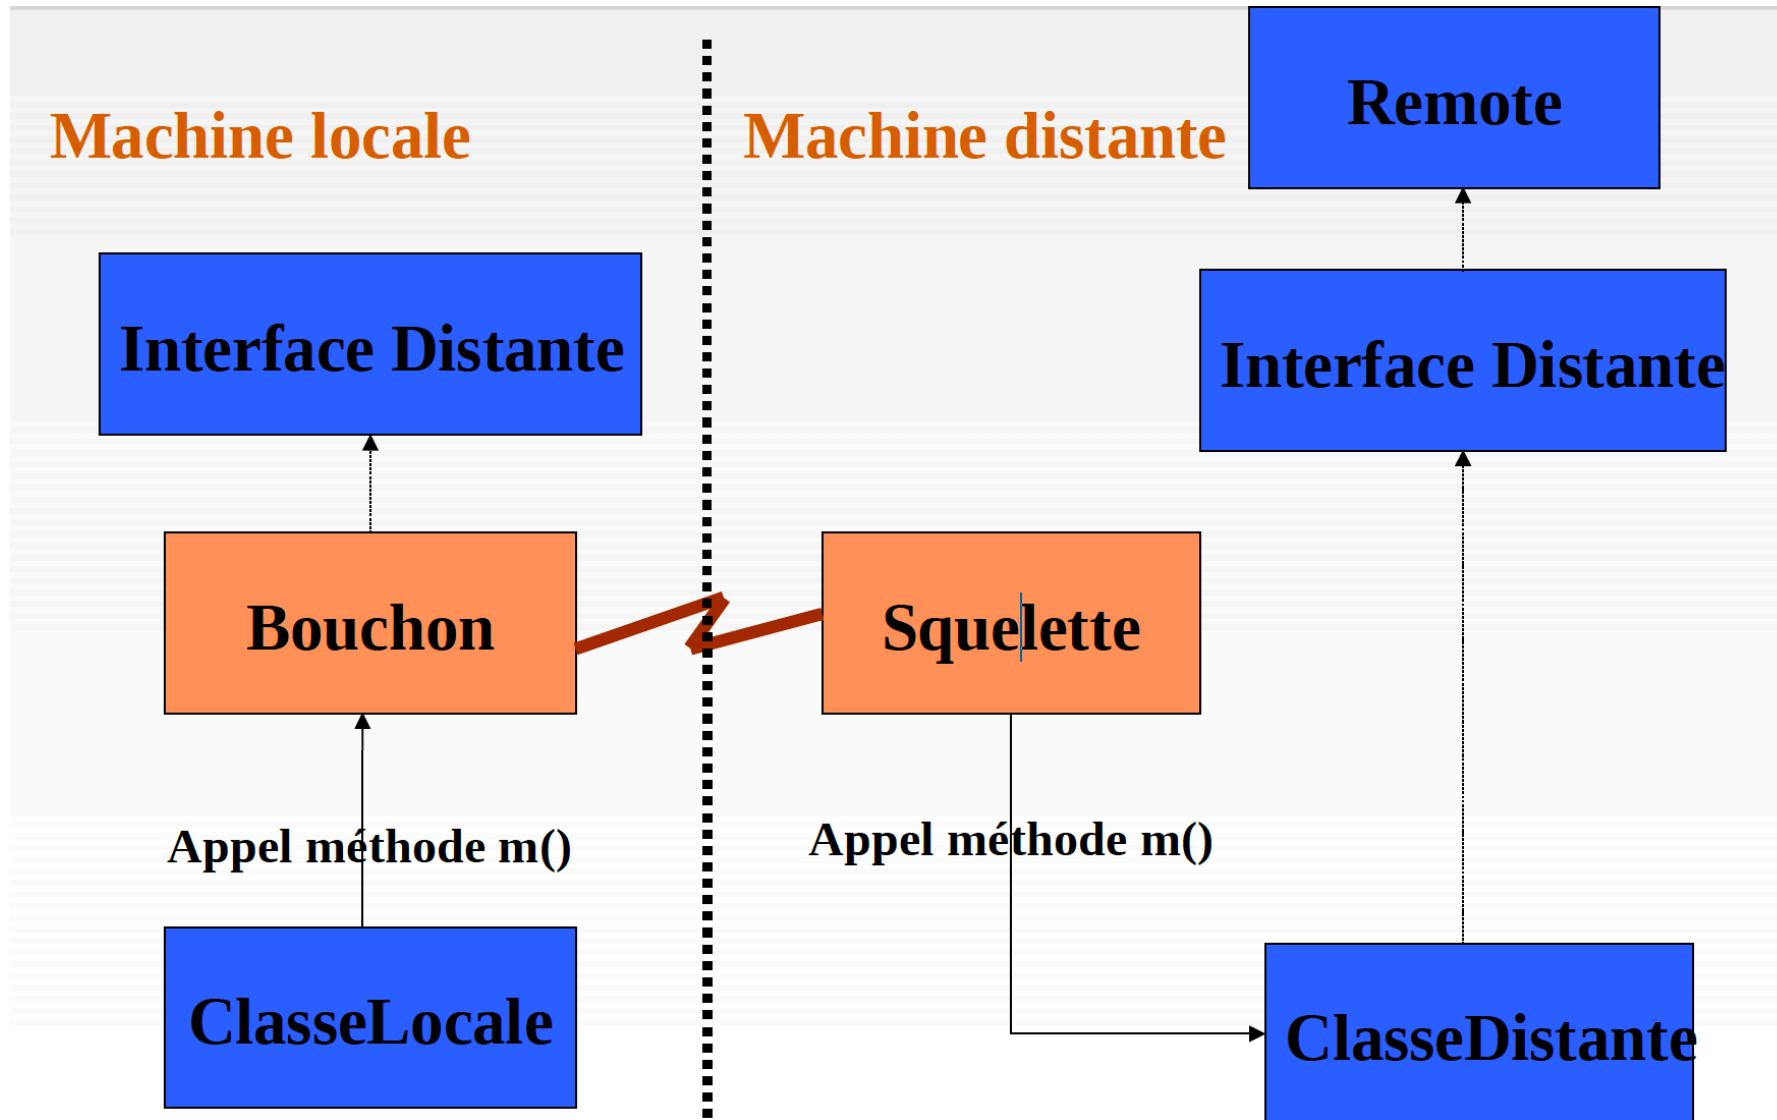 Remote
Machine locale
Machine distante
Interface Distante
Interface Distante
Bouchon
Squelette
Appel méthode m()
Appel méthode m()
ClasseLocale
ClasseDistante